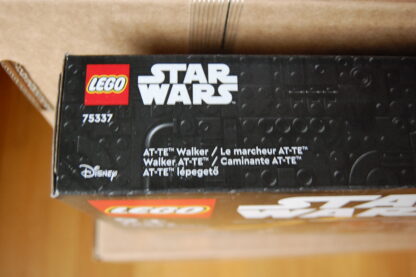 LEGO
STAR
WARS™
75337
AT-TE™ Walker / Le marcheur AT-TE™
Walker AT-TE™ / Caminante AT-TE™
AT-TE™ lépegető
Disney
LEGO
STAR
WARS